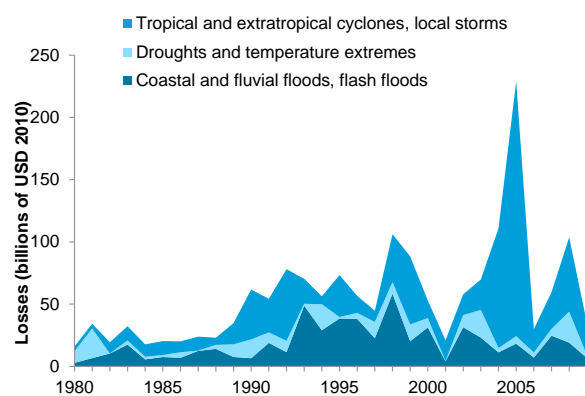 Tropical and extratropical cyclones, local storms
Droughts and temperature extremes
Coastal and fluvial floods, flash floods
Losses (billions of USD 2010)
250
200
150
100
50
0
1980 1985 1990 1995 2000 2005